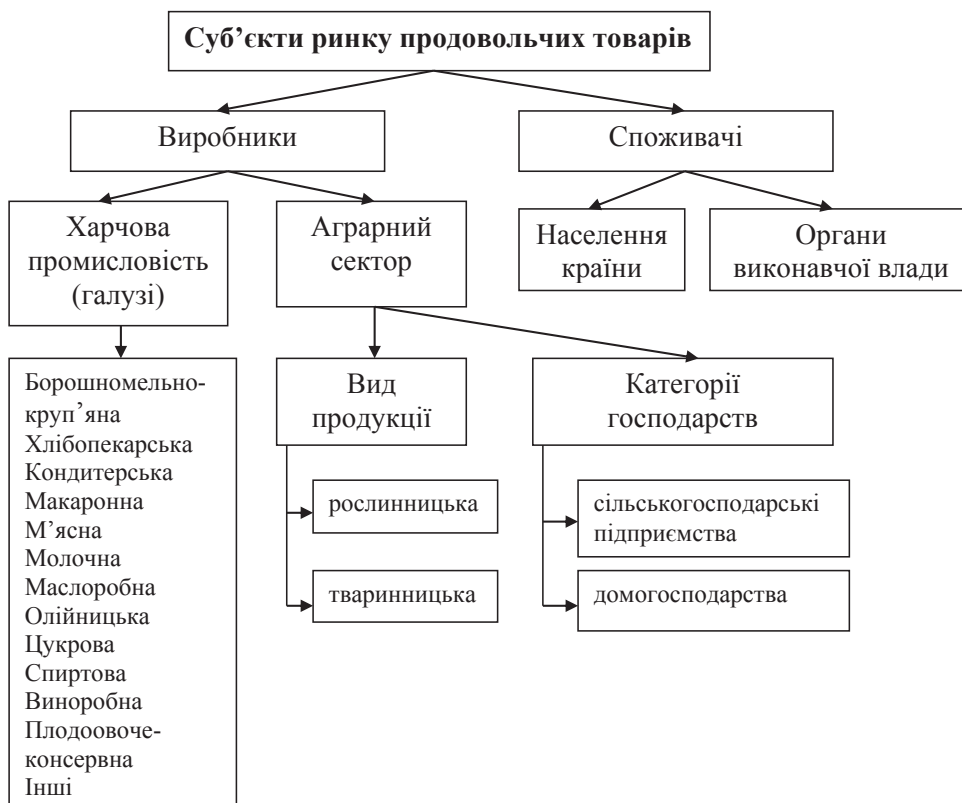 Суб’єкти ринку продовольчих товарів
Виробники
Споживачі
Харчова
промисловість
(галузі)
Аграрний
сектор
Населення
країни
Органи
виконавчої влади
Борошномельно-
круп’яна
Хлібопекарська
Кондитерська
Макаронна
М’ясна
Молочна
Маслоробна
Олійницька
Цукрова
Спиртова
Виноробна
Плодоовоче-
консервна
Інші
Вид
продукції
Категорії
господарств
рослинницька
тваринницька
сільськогосподарські
підприємства
домогосподарства